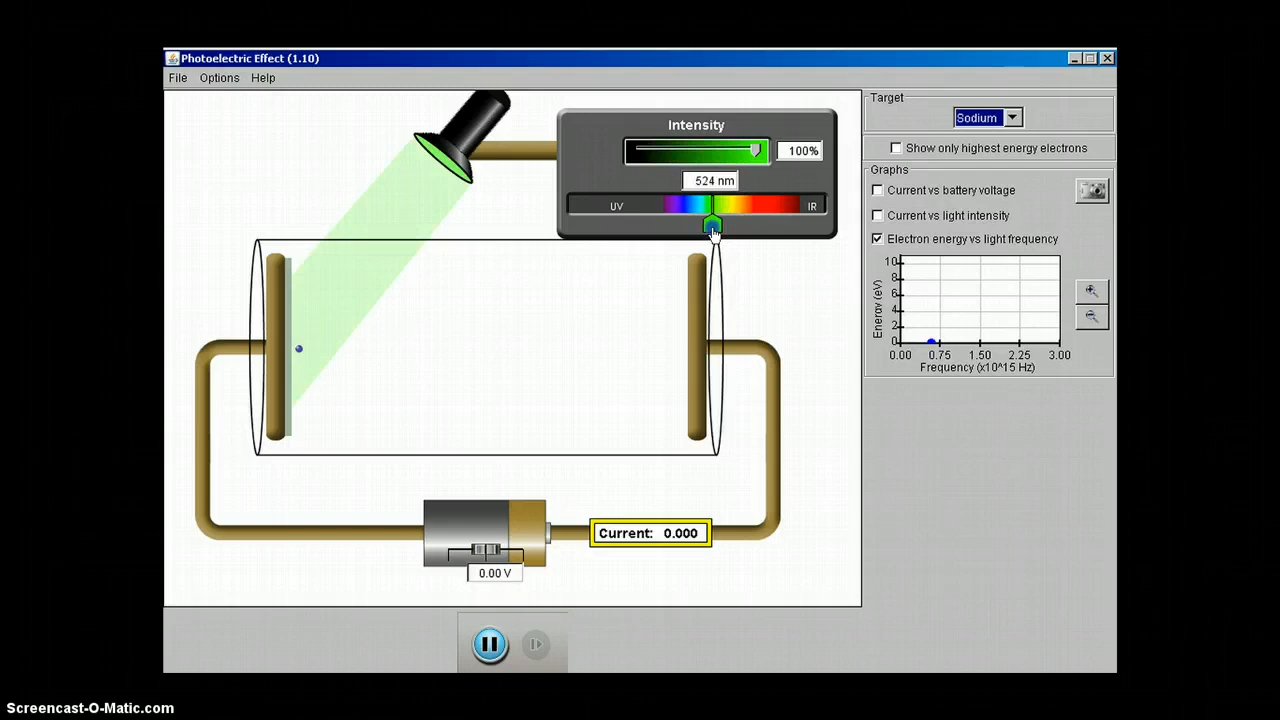 Photoelectric Effect (1.10)
File Options Help
Intensity
100%
524 nm
UV
IR
Current: 0.000
0.00 V
Target
Sodium
Show only highest energy electrons
Graphs
Current vs battery voltage
Current vs light intensity
Electron energy vs light frequency
10
8
6
4
2
0
Energy (eV)
0.00 0.75 1.50 2.25 3.00
Frequency (x10^15 Hz)
Screencast-O-Matic.com